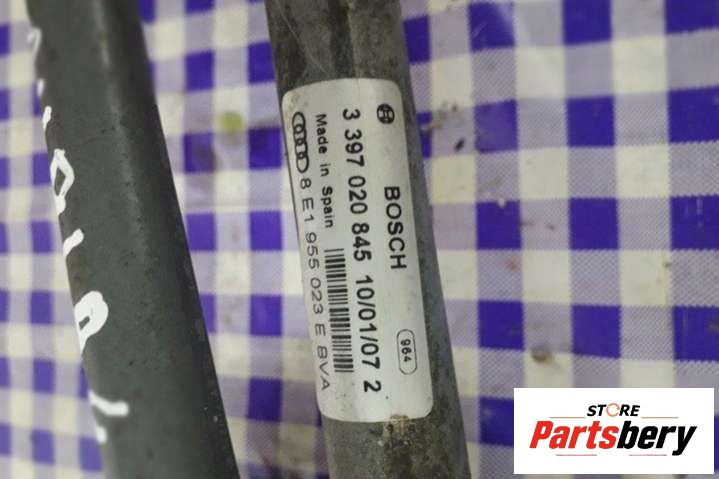 BOSCH
3 397 020 845 10/01/07 2
Made in Spain
8 E1 955 023 E BVA
964
STORE
Partsbery